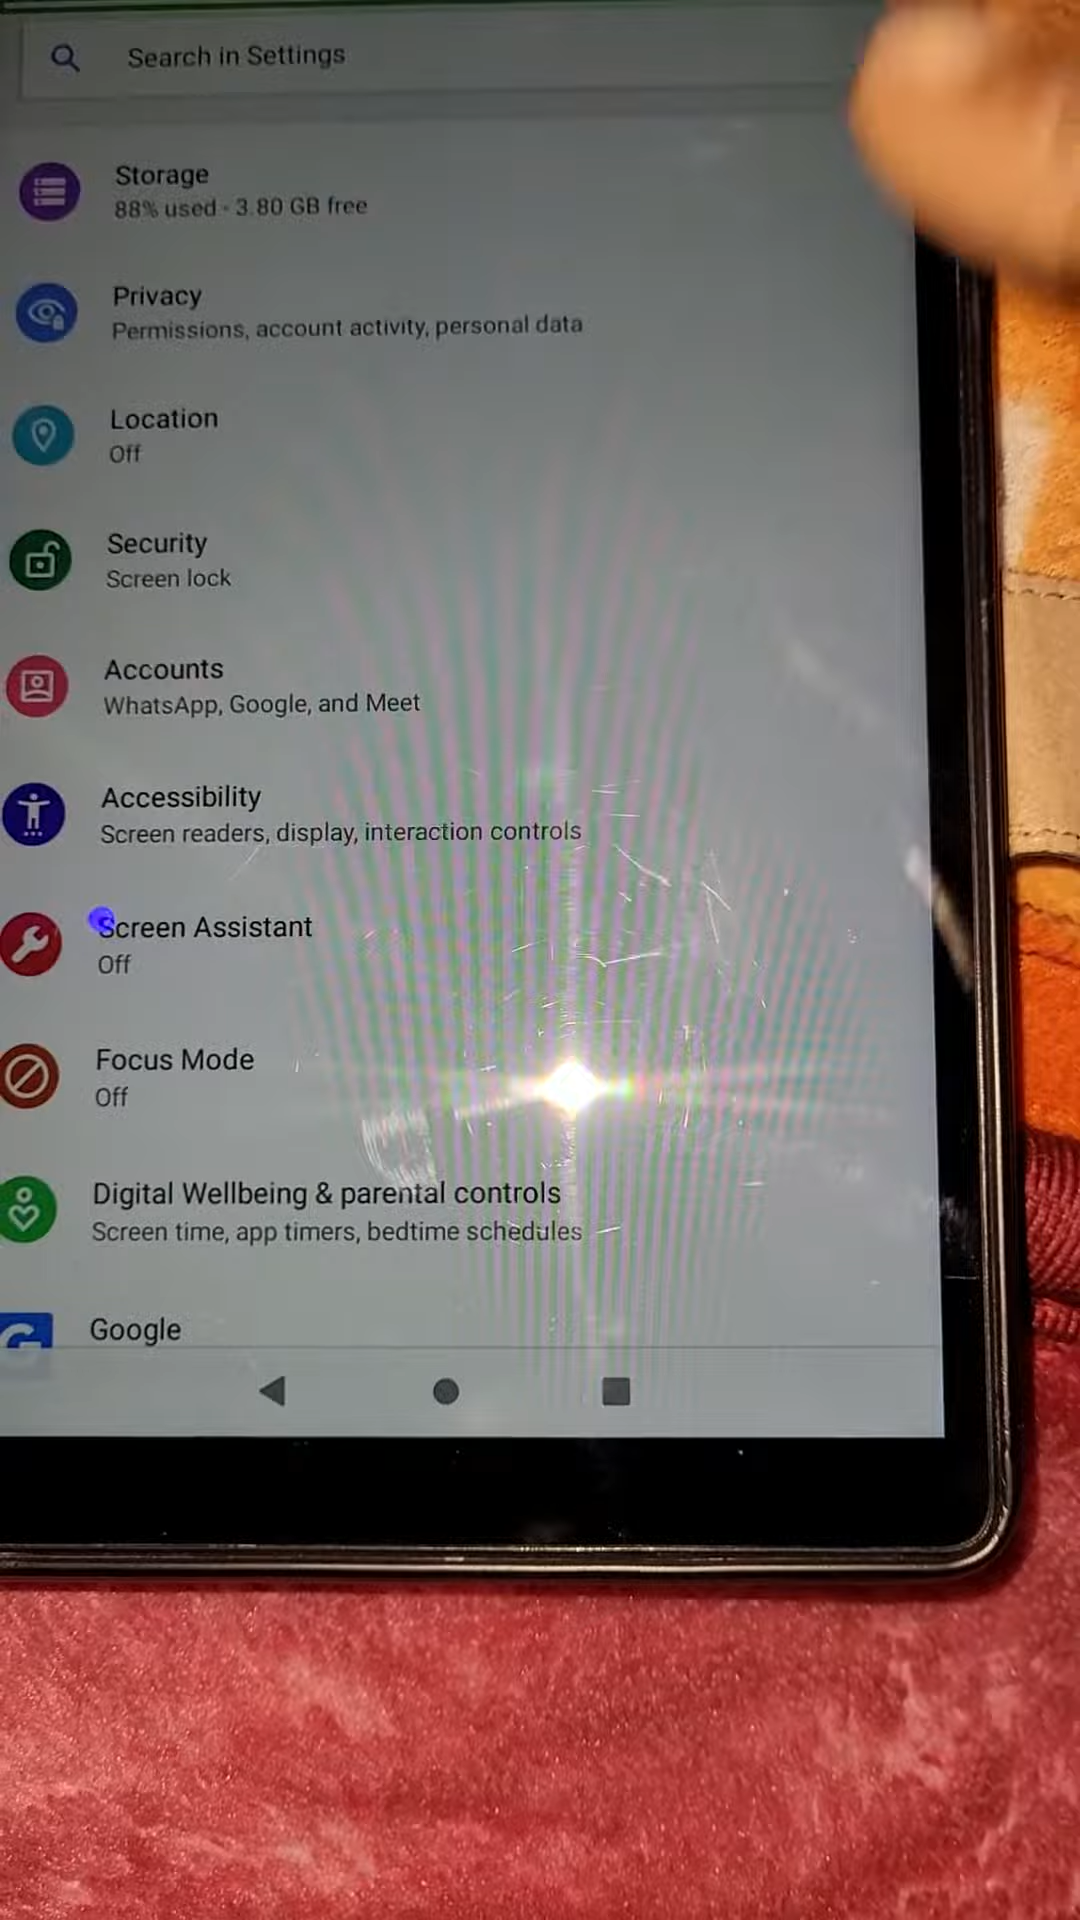 Search in Settings
Storage
88% used - 3.80 GB free
Privacy
Permissions, account activity, personal data
Location
Off
Security
Screen lock
Accounts
WhatsApp, Google, and Meet
Accessibility
Screen readers, display, interaction controls
Screen Assistant
Off
Focus Mode
Off
Digital Wellbeing & parental controls
Screen time, app timers, bedtime schedules
Google